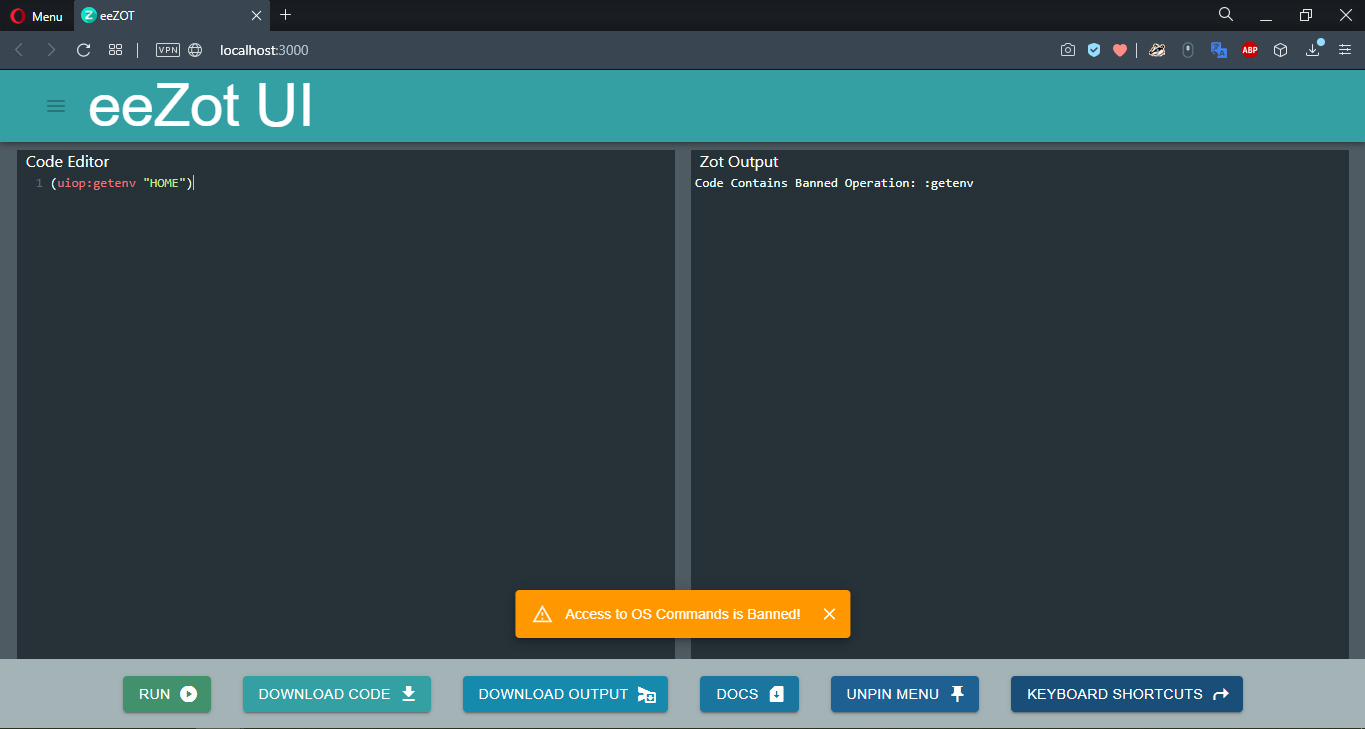 Menu
eeZOT
VPN
localhost:3000
ABP
eeZot UI
Code Editor
1 (uiop:getenv "HOME")
Zot Output
Code Contains Banned Operation: :getenv
Access to OS Commands is Banned!
RUN
DOWNLOAD CODE
DOWNLOAD OUTPUT
DOCS
UNPIN MENU
KEYBOARD SHORTCUTS